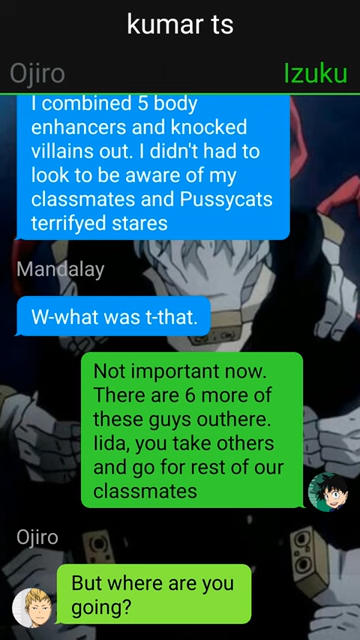 kumar ts
Ojiro Izuku
I combined 5 body
enhancers and knocked
villains out. I didn't had to
look to be aware of my
classmates and Pussycats
terrifyed stares
Mandalay
W-what was t-that.
Not important now.
There are 6 more of
these guys outhere.
Iida, you take others
and go for rest of our
classmates
Ojiro
But where are you
going?